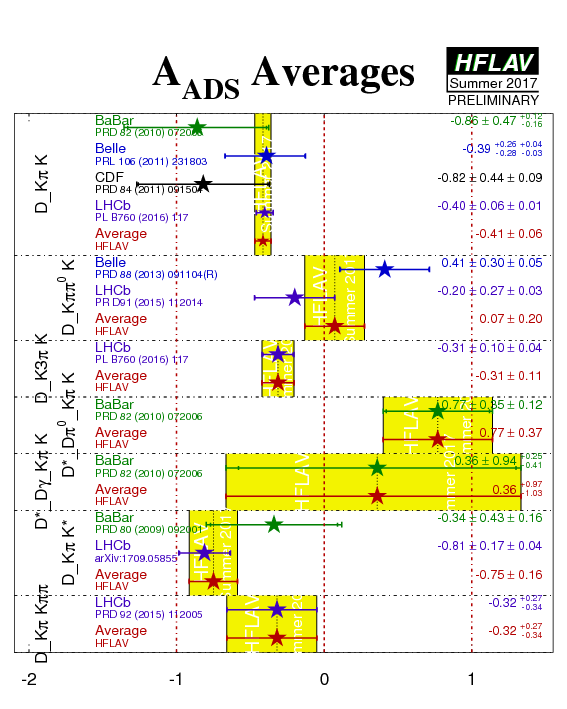 A_ADS Averages
HFLAV
Summer 2017
PRELIMINARY
D_Kπ K
BaBar
PRD 82 (2010) 072006
-0.86 ± 0.47 +0.12 -0.16
Belle
PRL 106 (2011) 231803
-0.39 +0.26 -0.28 +0.04 -0.03
CDF
PRD 84 (2011) 091504
-0.82 ± 0.44 ± 0.09
LHCb
PL B760 (2016) 117
-0.40 ± 0.06 ± 0.01
Average
HFLAV
-0.41 ± 0.06
D_Kππ0 K
Belle
PRD 88 (2013) 091104(R)
0.41 ± 0.30 ± 0.05
LHCb
PR D91 (2015) 112014
-0.20 ± 0.27 ± 0.03
Average
HFLAV
0.07 ± 0.20
D_K3π K
LHCb
PL B760 (2016) 117
-0.31 ± 0.10 ± 0.04
Average
HFLAV
-0.31 ± 0.11
D*_Dπ0_Kπ K
BaBar
PRD 82 (2010) 072006
0.77 ± 0.35 ± 0.12
Average
HFLAV
0.77 ± 0.37
D*_Dγ_Kπ K
BaBar
PRD 82 (2010) 072006
0.36 ± 0.94 +0.25 -0.41
Average
HFLAV
0.36 +0.97 -1.03
D_Kπ K*
BaBar
PRD 80 (2009) 092001
-0.34 ± 0.43 ± 0.16
LHCb
arXiv:1709.05855
-0.81 ± 0.17 ± 0.04
Average
HFLAV
-0.75 ± 0.16
D_Kπ Kππ
LHCb
PRD 92 (2015) 112005
-0.32 +0.27 -0.34
Average
HFLAV
-0.32 +0.27 -0.34
-2 -1 0 1